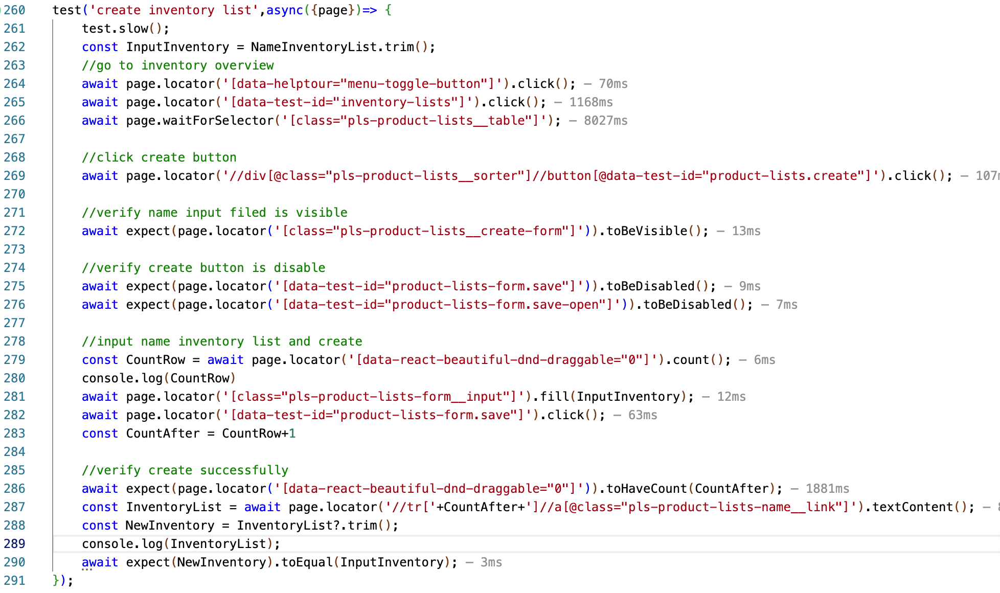 260 test('create inventory list',async({page})=> {
261 test.slow();
262 const InputInventory = NameInventoryList.trim();
263 //go to inventory overview
264 await page.locator('[data-helptour="menu-toggle-button"]').click(); — 70ms
265 await page.locator('[data-test-id="inventory-lists"]').click(); — 1168ms
266 await page.waitForSelector('[class="pls-product-lists__table"]'); — 8027ms
267
268 //click create button
269 await page.locator('//div[@class="pls-product-lists__sorter"]//button[@data-test-id="product-lists.create"]').click(); — 107
270
271 //verify name input filed is visible
272 await expect(page.locator('[class="pls-product-lists__create-form"]')).toBeVisible(); — 13ms
273
274 //verify create button is disable
275 await expect(page.locator('[data-test-id="product-lists-form.save"]')).toBeDisabled(); — 9ms
276 await expect(page.locator('[data-test-id="product-lists-form.save-open"]')).toBeDisabled(); — 7ms
277
278 //input name inventory list and create
279 const CountRow = await page.locator('[data-react-beautiful-dnd-draggable="0"]').count(); — 6ms
280 console.log(CountRow)
281 await page.locator('[class="pls-product-lists-form__input"]').fill(InputInventory); — 12ms
282 await page.locator('[data-test-id="product-lists-form.save"]').click(); — 63ms
283 const CountAfter = CountRow+1
284
285 //verify create successfully
286 await expect(page.locator('[data-react-beautiful-dnd-draggable="0"]')).toHaveCount(CountAfter); — 1881ms
287 const InventoryList = await page.locator('//tr['+CountAfter+']//a[@class="pls-product-lists-name__link"]').textContent(); —
288 const NewInventory = InventoryList?.trim();
289 console.log(InventoryList);
290 await expect(NewInventory).toEqual(InputInventory); — 3ms
291 });